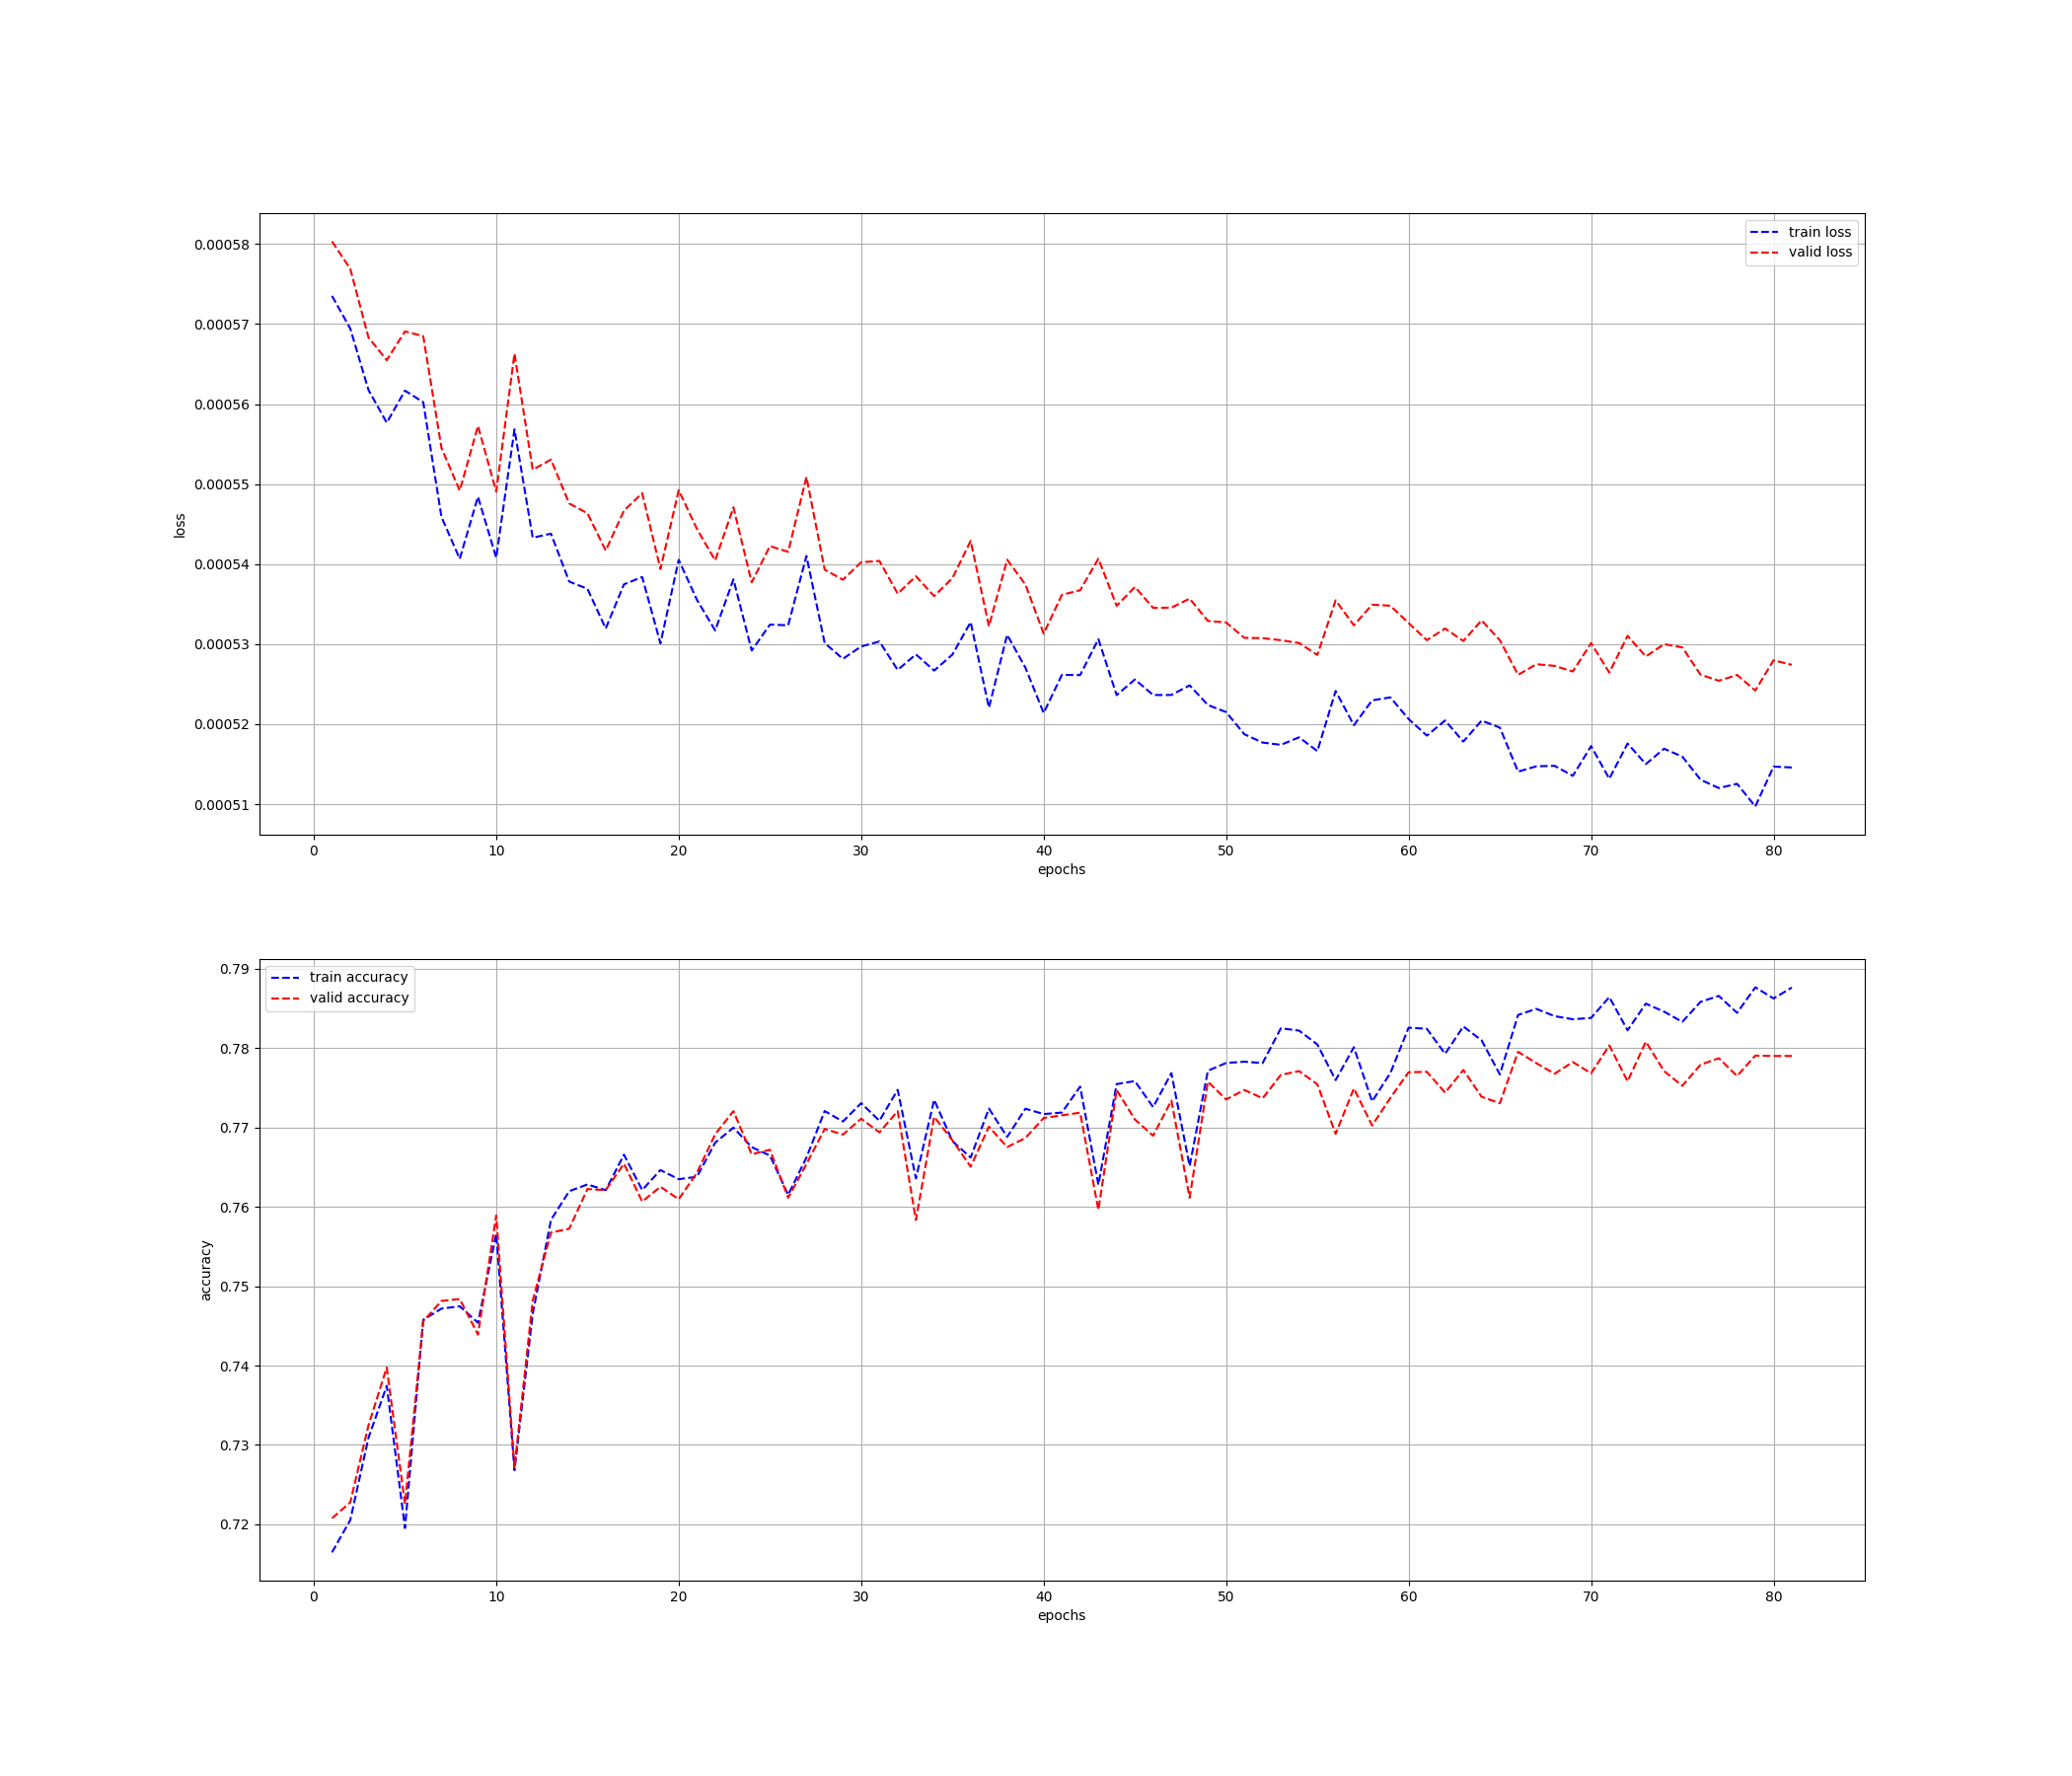 0.00058
0.00057
0.00056
0.00055
0.00054
0.00053
0.00052
0.00051
loss
train loss
valid loss
0 10 20 30 40 50 60 70 80
epochs
0.79
0.78
0.77
0.76
0.75
0.74
0.73
0.72
accuracy
train accuracy
valid accuracy
0 10 20 30 40 50 60 70 80
epochs